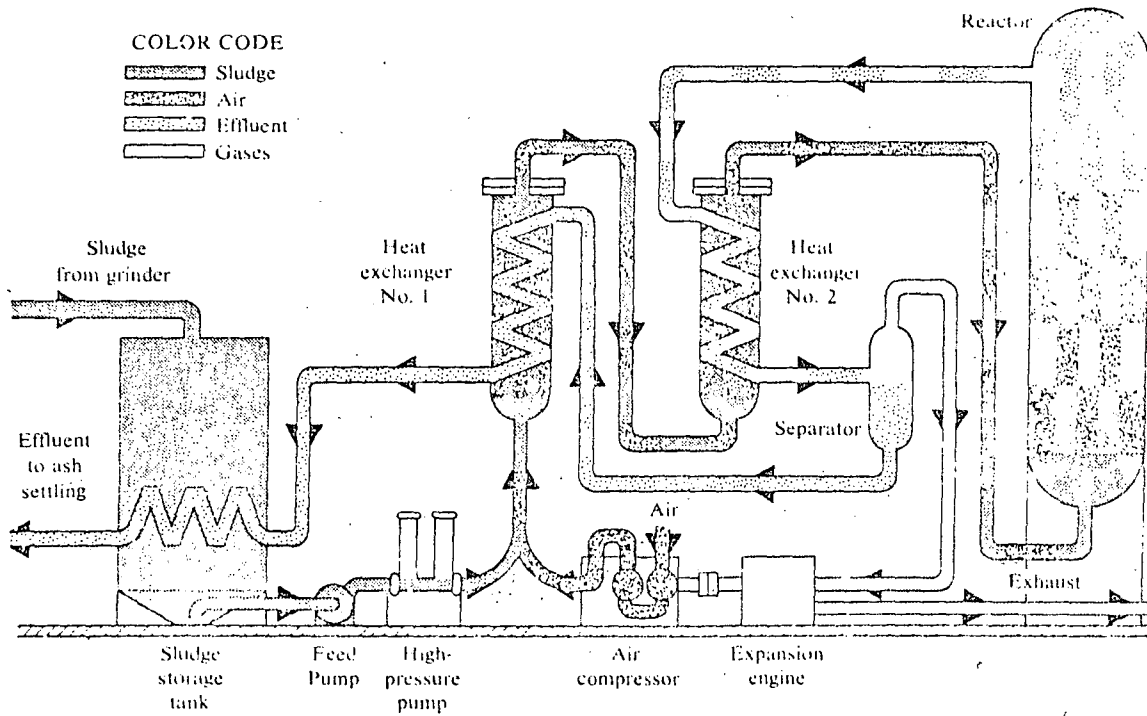 Reactor
COLOR CODE
Sludge
Air
Effluent
Gases
Sludge
from grinder
Heat
exchanger
No. 1
Heat
exchanger
No. 2
Separator
Effluent
to ash
settling
Air
Exhaust
Sludge
storage
tank
Feed
Pump
High-
pressure
pump
Air
compressor
Expansion
engine